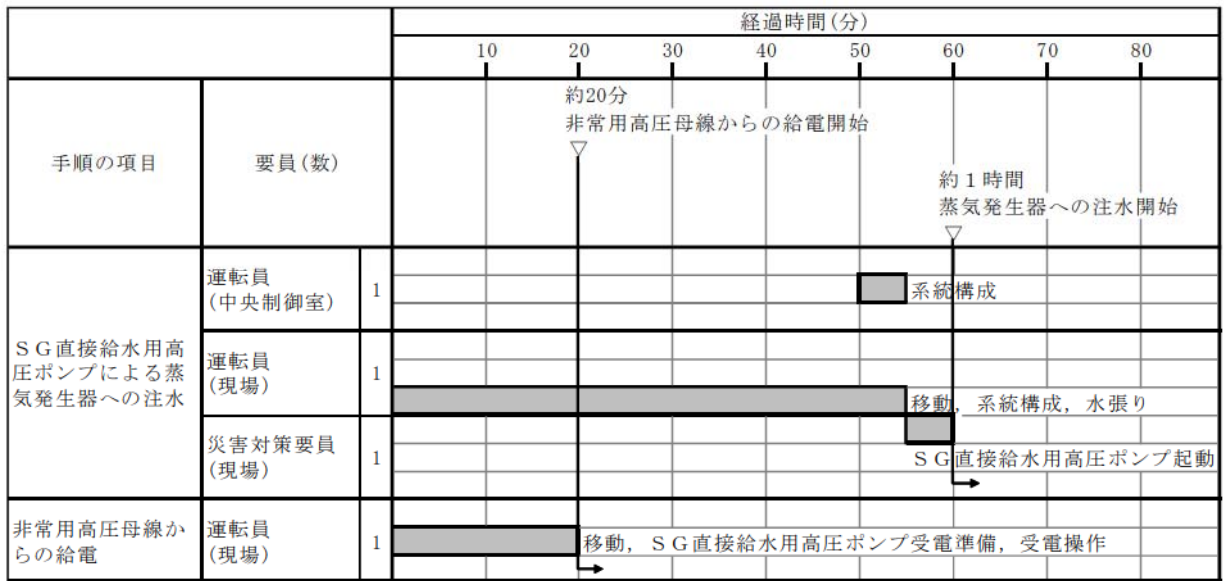 経過時間(分)
10 20 30 40 50 60 70 80
手順の項目
要員(数)
約20分
非常用高圧母線からの給電開始
約１時間
蒸気発生器への注水開始
ＳＧ直接給水用高
圧ポンプによる蒸
気発生器への注水
運転員
(中央制御室)
1
系統構成
運転員
(現場)
1
移動，系統構成，水張り
災害対策要員
(現場)
1
ＳＧ直接給水用高圧ポンプ起動
非常用高圧母線か
らの給電
運転員
(現場)
1
移動，ＳＧ直接給水用高圧ポンプ受電準備，受電操作